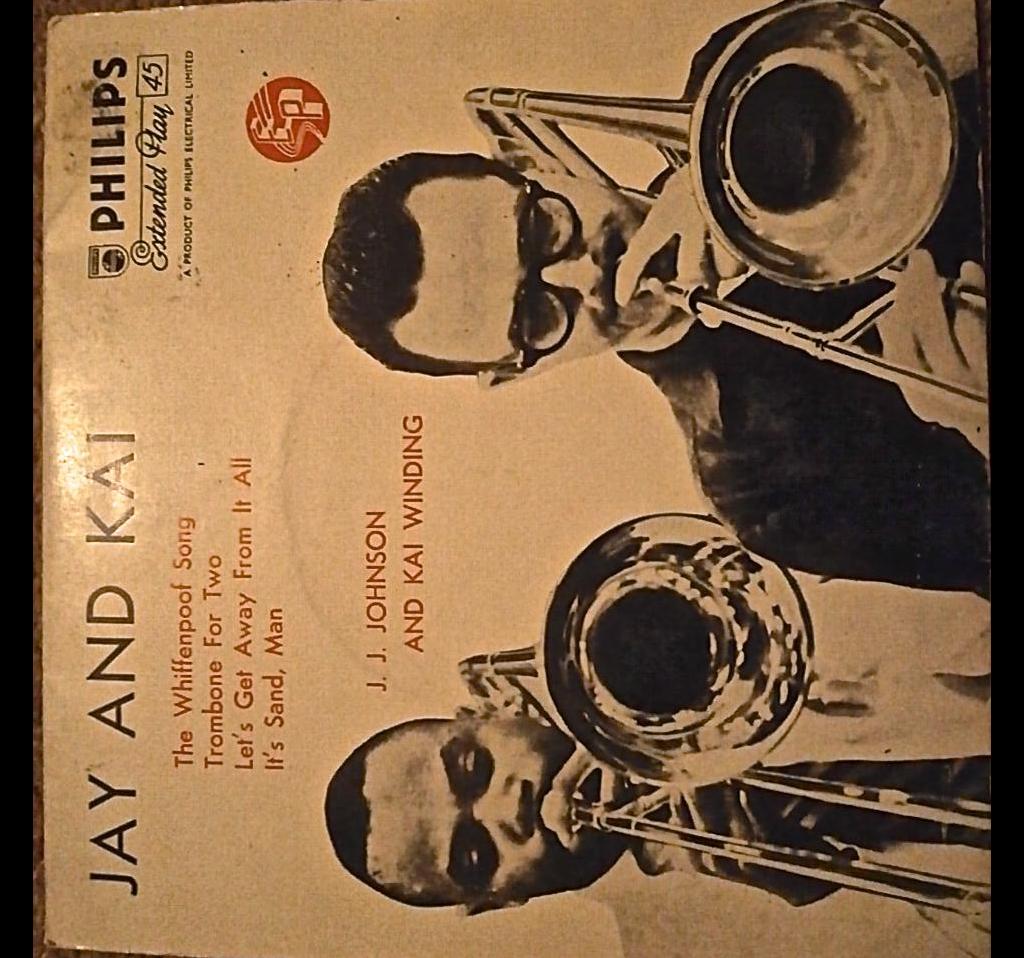 JAY AND KAI
PHILIPS
Extended Play 45
A PRODUCT OF PHILIPS ELECTRICAL LIMITED
The Whiffenpoof Song
Trombone For Two
Let's Get Away From It All
It's Sand, Man
EP
J. J. JOHNSON
AND KAI WINDING